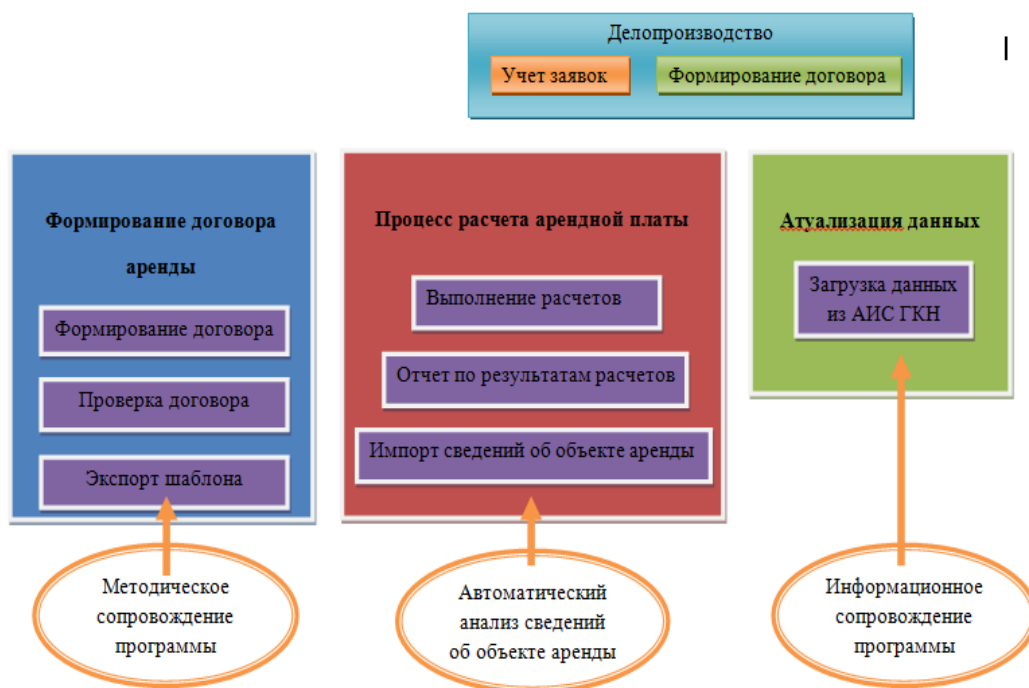 Делопроизводство
Учет заявок
Формирование договора
Формирование договора
аренды
Формирование договора
Проверка договора
Экспорт шаблона
Процесс расчета арендной платы
Выполнение расчетов
Отчет по результатам расчетов
Импорт сведений об объекте аренды
Атуализация данных
Загрузка данных
из АИС ГКН
Методическое
сопровождение
программы
Автоматический
анализ сведений
об объекте аренды
Информационное
сопровождение
программы